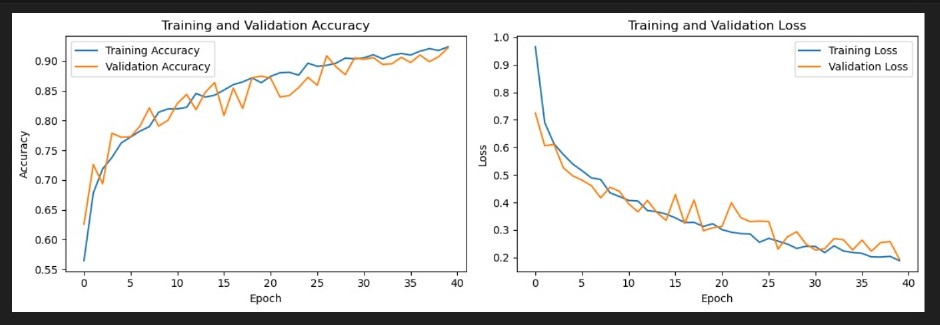 Training and Validation Accuracy
Training Accuracy
Validation Accuracy
0.90
0.85
0.80
0.75
0.70
0.65
0.60
0.55
Accuracy
0 5 10 15 20 25 30 35 40
Epoch
Training and Validation Loss
Training Loss
Validation Loss
1.0
0.9
0.8
0.7
0.6
0.5
0.4
0.3
0.2
Loss
0 5 10 15 20 25 30 35 40
Epoch